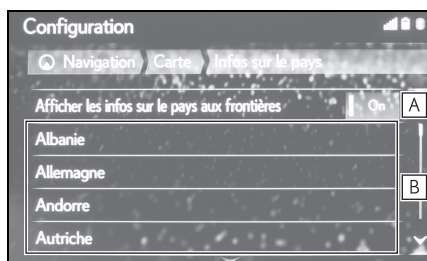 Configuration
Navigation Carte Infos sur le pays
Afficher les infos sur le pays aux frontières On A
Albanie
Allemagne
Andorre
B
Autriche